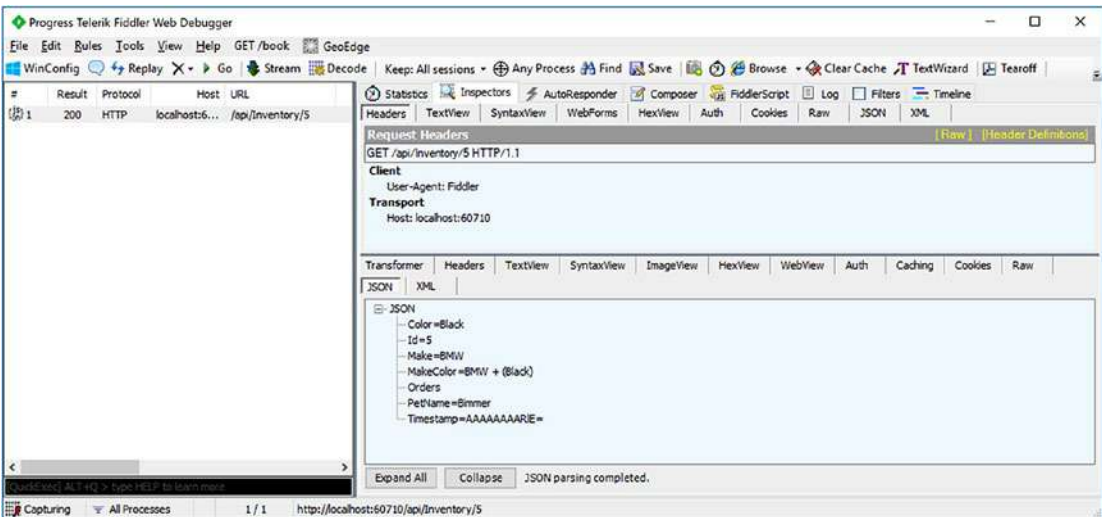 Progress Telerik Fiddler Web Debugger
File Edit Rules Tools View Help GET /book GeoEdge
WinConfig Replay X Go Stream Decode Keep: All sessions Any Process Find Save Browse Clear Cache TextWizard Tearoff
# Result Protocol Host URL
1 200 HTTP localhost:6... /api/Inventory/5
Statistics Inspectors AutoResponder Composer FiddlerScript Log Filters Timeline
Headers TextView SyntaxView WebForms HexView Auth Cookies Raw JSON XML
Request Headers [Raw] [Header Definitions]
GET /api/Inventory/5 HTTP/1.1
Client
User-Agent: Fiddler
Transport
Host: localhost:60710
Transformer Headers TextView SyntaxView ImageView HexView WebView Auth Caching Cookies Raw
JSON XML
JSON
Color=Black
Id=5
Make=BMW
MakeColor=BMW + (Black)
Orders
PetName=Bimmer
Timestamp=AAAAAAAARlE=
Expand All Collapse JSON parsing completed.
[QuickExec] ALT+Q > type HELP to learn more
Capturing All Processes 1 / 1 http://localhost:60710/api/Inventory/5